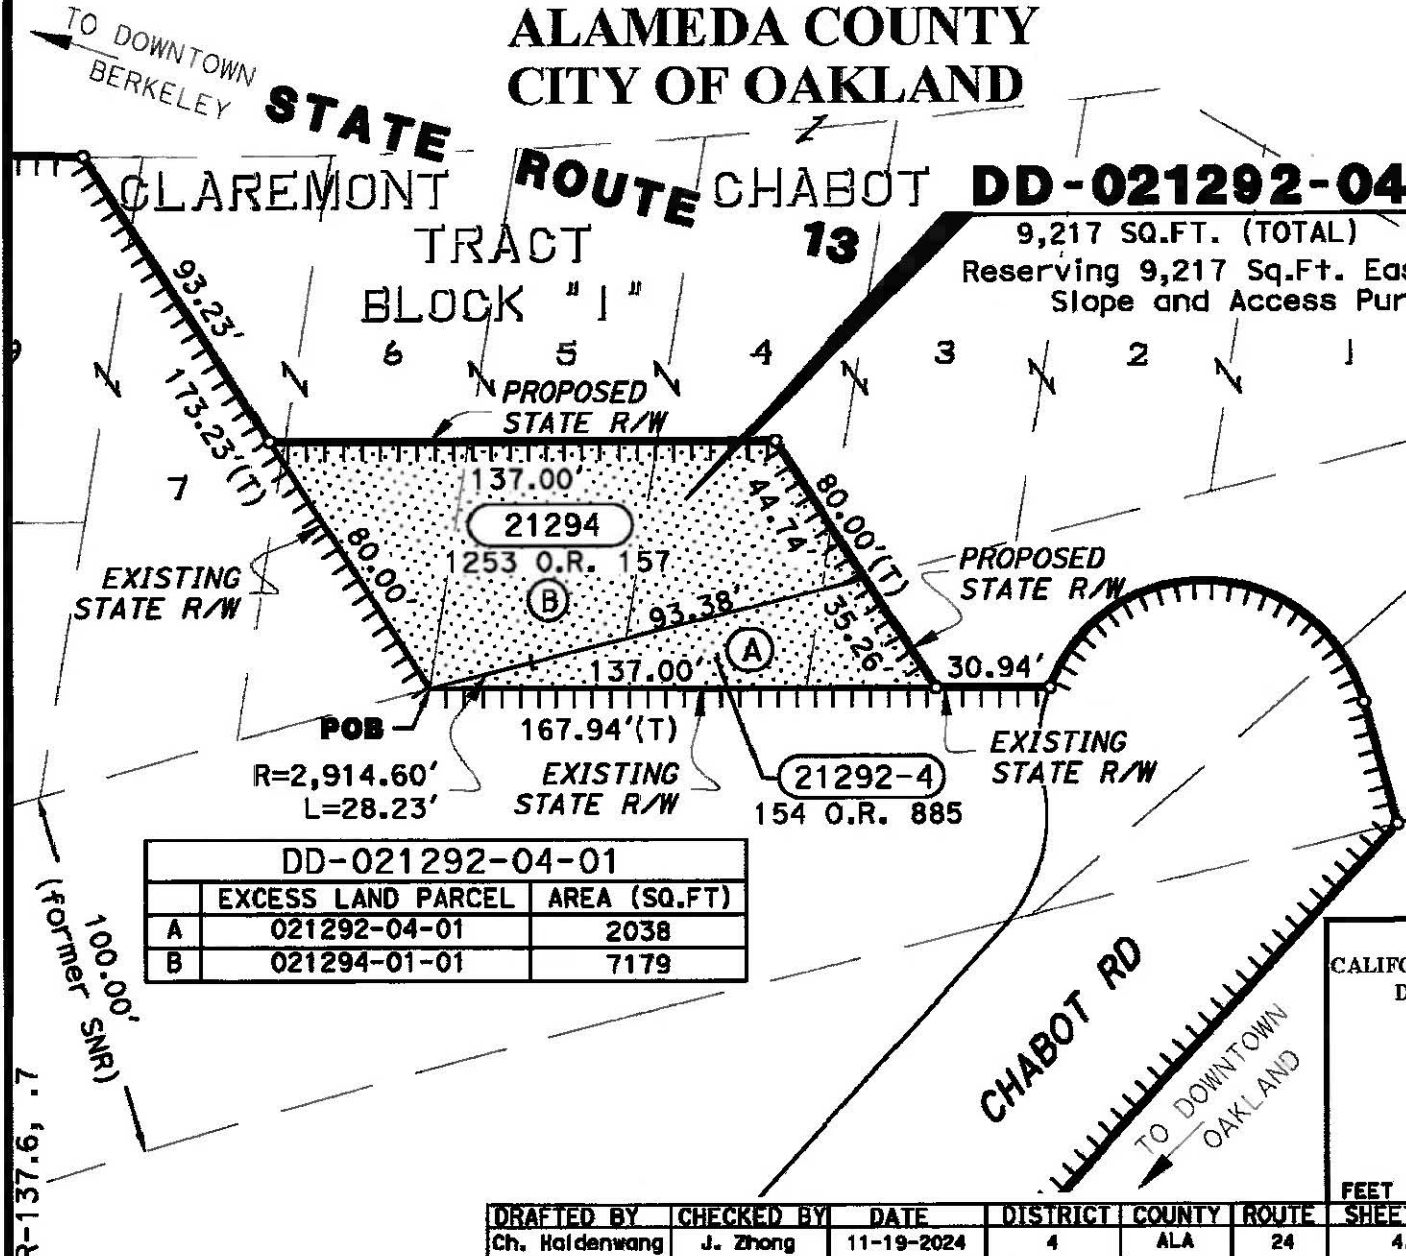 ALAMEDA COUNTY
CITY OF OAKLAND
TO DOWNTOWN
BERKELEY
STATE ROUTE 13
CLAREMONT
TRACT
BLOCK "I"
CHABOT
DD-021292-04
9,217 SQ.FT. (TOTAL)
Reserving 9,217 Sq.Ft.
Slope and Access
93.23'
173.23'(T)
6
5
4
3
2
1
7
PROPOSED
STATE R/W
137.00'
21294
1253 O.R. 157
B
80.00'
44.74'
80.00'(T)
EXISTING
STATE R/W
PROPOSED
STATE R/W
93.38'
35.26'
A
137.00'
30.94'
POB
167.94'(T)
R=2,914.60'
L=28.23'
EXISTING
STATE R/W
21292-4
154 O.R. 885
EXISTING
STATE R/W
DD-021292-04-01
EXCESS LAND PARCEL AREA (SQ.FT)
A 021292-04-01 2038
B 021294-01-01 7179
100.00'
(former SNR)
CHABOT RD
TO DOWNTOWN
OAKLAND
R-137.6, .7
FEET
DRAFTED BY CHECKED BY DATE DISTRICT COUNTY ROUTE
Ch. Haldenwang J. Zhong 11-19-2024 4 ALA 24